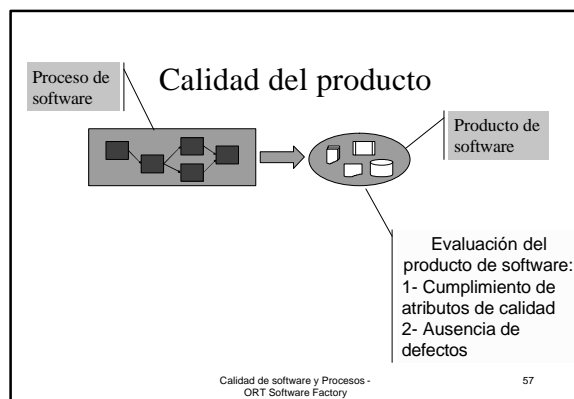 Proceso de
software
Calidad del producto
Producto de
software
Evaluación del
producto de software:
1- Cumplimiento de
atributos de calidad
2- Ausencia de
defectos
Calidad de software y Procesos -
ORT Software Factory
57